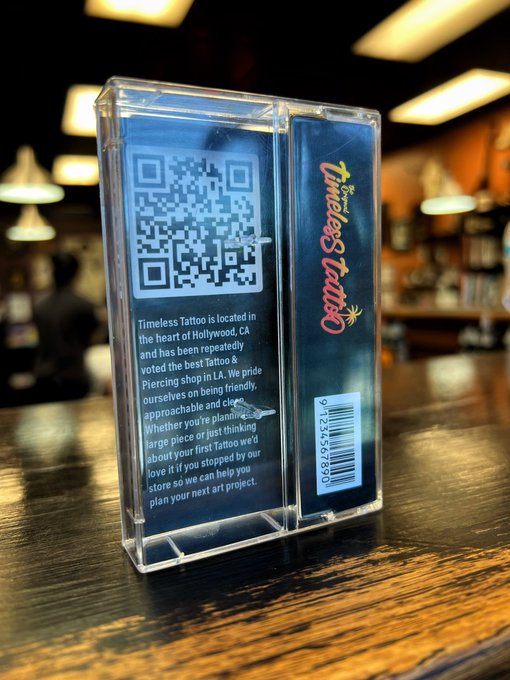 Timeless Tattoo is located in
the heart of Hollywood, CA
and has been repeatedly
voted the best Tattoo &
Piercing shop in LA. We pride
ourselves on being friendly,
approachable and
Whether you're planning
large piece or just thinking
about your first Tattoo we'd
love it if you stopped by our
store so we can help you
plan your next art project.
the Original
timeless tattoo
9 1234567890